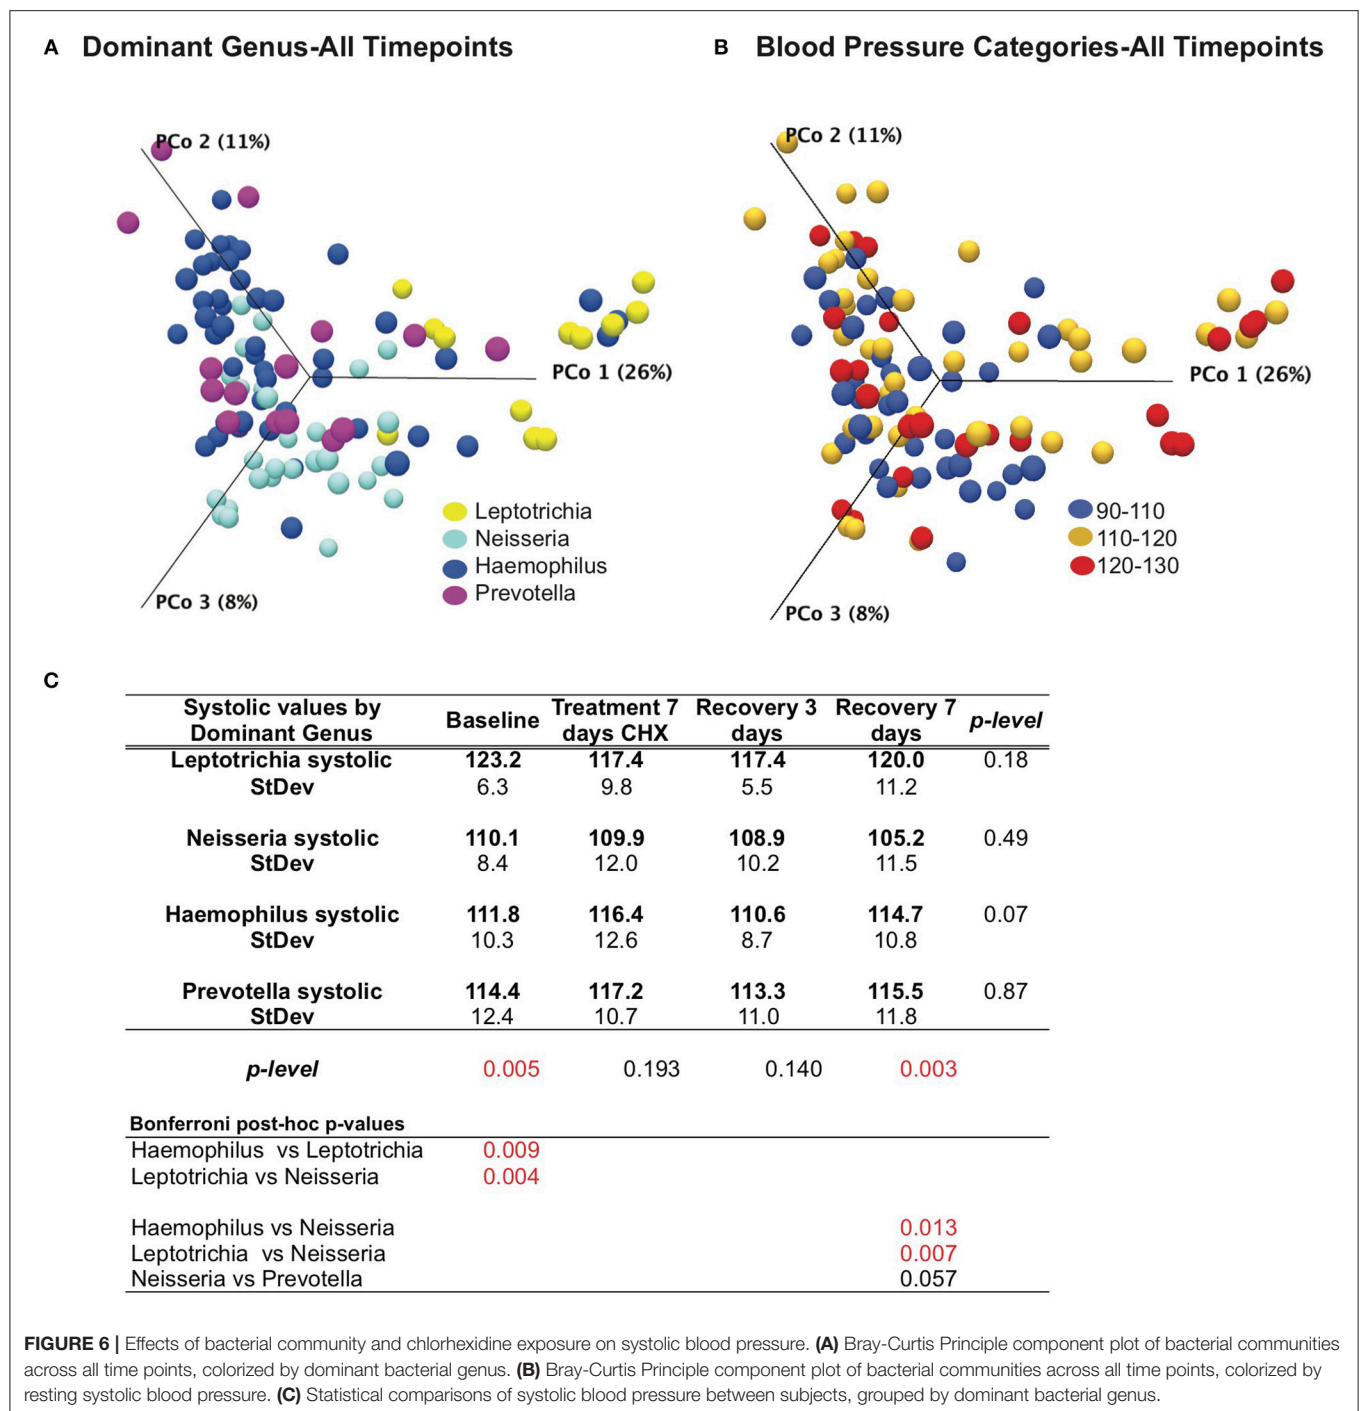 A Dominant Genus-All Timepoints
B Blood Pressure Categories-All Timepoints
PCo 2 (11%)
PCo 1 (26%)
PCo 3 (8%)
Leptotrichia
Neisseria
Haemophilus
Prevotella
PCo 2 (11%)
PCo 1 (26%)
PCo 3 (8%)
90-110
110-120
120-130
C
Systolic values by Dominant Genus Baseline Treatment 7 days CHX Recovery 3 days Recovery 7 days p-level
Leptotrichia systolic 123.2 117.4 117.4 120.0 0.18
StDev 6.3 9.8 5.5 11.2
Neisseria systolic 110.1 109.9 108.9 105.2 0.49
StDev 8.4 12.0 10.2 11.5
Haemophilus systolic 111.8 116.4 110.6 114.7 0.07
StDev 10.3 12.6 8.7 10.8
Prevotella systolic 114.4 117.2 113.3 115.5 0.87
StDev 12.4 10.7 11.0 11.8
p-level 0.005 0.193 0.140 0.003
Bonferroni post-hoc p-values
Haemophilus vs Leptotrichia 0.009
Leptotrichia vs Neisseria 0.004
Haemophilus vs Neisseria 0.013
Leptotrichia vs Neisseria 0.007
Neisseria vs Prevotella 0.057
FIGURE 6 | Effects of bacterial community and chlorhexidine exposure on systolic blood pressure. (A) Bray-Curtis Principle component plot of bacterial communities
across all time points, colorized by dominant bacterial genus. (B) Bray-Curtis Principle component plot of bacterial communities across all time points, colorized by
resting systolic blood pressure. (C) Statistical comparisons of systolic blood pressure between subjects, grouped by dominant bacterial genus.